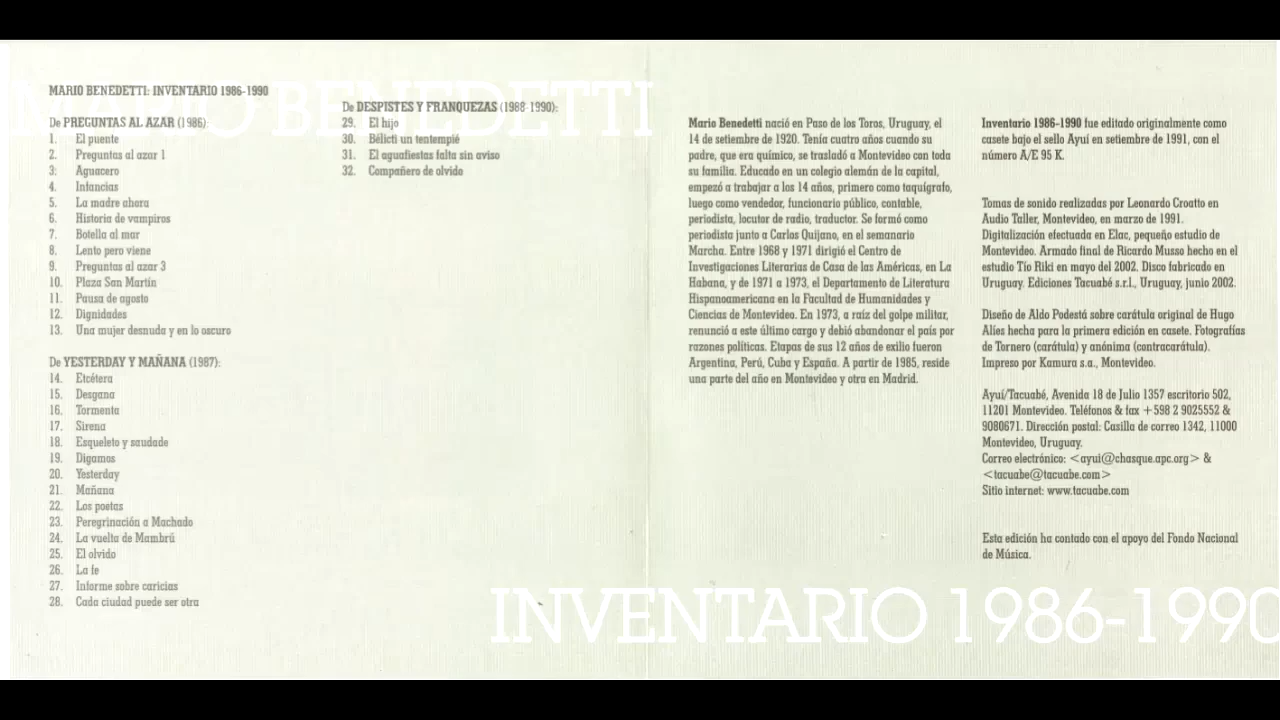 MARIO BENEDETTI
MARIO BENEDETTI: INVENTARIO 1986-1990
De PREGUNTAS AL AZAR (1986):
1. El puente
2. Preguntas al azar 1
3. Aguacero
4. Infancias
5. La madre ahora
6. Historia de vampiros
7. Botella al mar
8. Lento pero viene
9. Preguntas al azar 3
10. Plaza San Martín
11. Pausa de agosto
12. Dignidades
13. Una mujer desnuda y en lo oscuro
De YESTERDAY Y MAÑANA (1987):
14. Etcétera
15. Desgana
16. Tormenta
17. Sirena
18. Esqueleto y saudade
19. Digamos
20. Yesterday
21. Mañana
22. Los poetas
23. Peregrinación a Machado
24. La vuelta de Mambrú
25. El olvido
26. La fe
27. Informe sobre caricias
28. Cada ciudad puede ser otra
De DESPISTES Y FRANQUEZAS (1988-1990):
29. El hijo
30. Bélicti un tentempié
31. El aguafiestas falta sin aviso
32. Compañero de olvido
Mario Benedetti nació en Paso de los Toros, Uruguay, el
14 de setiembre de 1920. Tenía cuatro años cuando su
padre, que era químico, se trasladó a Montevideo con toda
su familia. Educado en un colegio alemán de la capital,
empezó a trabajar a los 14 años, primero como taquígrafo,
luego como vendedor, funcionario público, contable,
periodista, locutor de radio, traductor. Se formó como
periodista junto a Carlos Quijano, en el semanario
Marcha. Entre 1968 y 1971 dirigió el Centro de
Investigaciones Literarias de Casa de las Américas, en La
Habana, y de 1971 a 1973, el Departamento de Literatura
Hispanoamericana en la Facultad de Humanidades y
Ciencias de Montevideo. En 1973, a raíz del golpe militar,
renunció a este último cargo y debió abandonar el país por
razones políticas. Etapas de sus 12 años de exilio fueron
Argentina, Perú, Cuba y España. A partir de 1985, reside
una parte del año en Montevideo y otra en Madrid.
Inventario 1986-1990 fue editado originalmente como
casete bajo el sello Ayuí en setiembre de 1991, con el
número A/E 95 K.
Tomas de sonido realizadas por Leonardo Croatto en
Audio Taller, Montevideo, en marzo de 1991.
Digitalización efectuada en Elac, pequeño estudio de
Montevideo. Armado final de Ricardo Musso hecho en el
estudio Tío Riki en mayo del 2002. Disco fabricado en
Uruguay. Ediciones Tacuabé s.r.l., Uruguay, junio 2002.
Diseño de Aldo Podestá sobre carátula original de Hugo
Alíes hecha para la primera edición en casete. Fotografías
de Tornero (carátula) y anónima (contracarátula).
Impreso por Kamura s.a., Montevideo.
Ayuí/Tacuabé, Avenida 18 de Julio 1357 escritorio 502,
11201 Montevideo. Teléfonos & fax +598 2 9025552 &
9080671. Dirección postal: Casilla de correo 1342, 11000
Montevideo, Uruguay.
Correo electrónico: <ayui@chasque.apc.org> &
<tacuabe@tacuabe.com>
Sitio internet: www.tacuabe.com
Esta edición ha contado con el apoyo del Fondo Nacional
de Música.
INVENTARIO 1986-1990